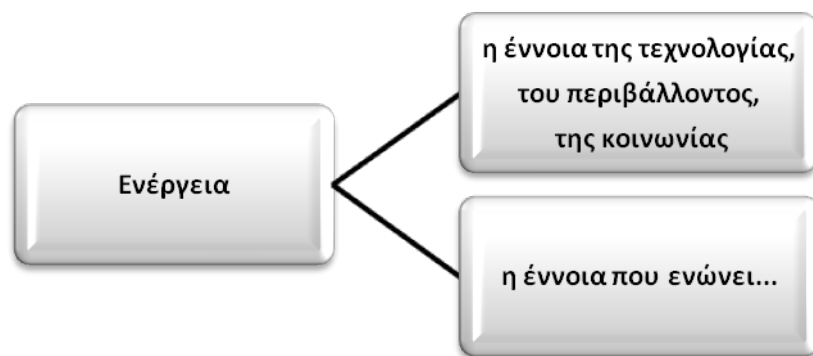 Ενέργεια
η έννοια της τεχνολογίας,
του περιβάλλοντος,
της κοινωνίας
η έννοια που ενώνει...